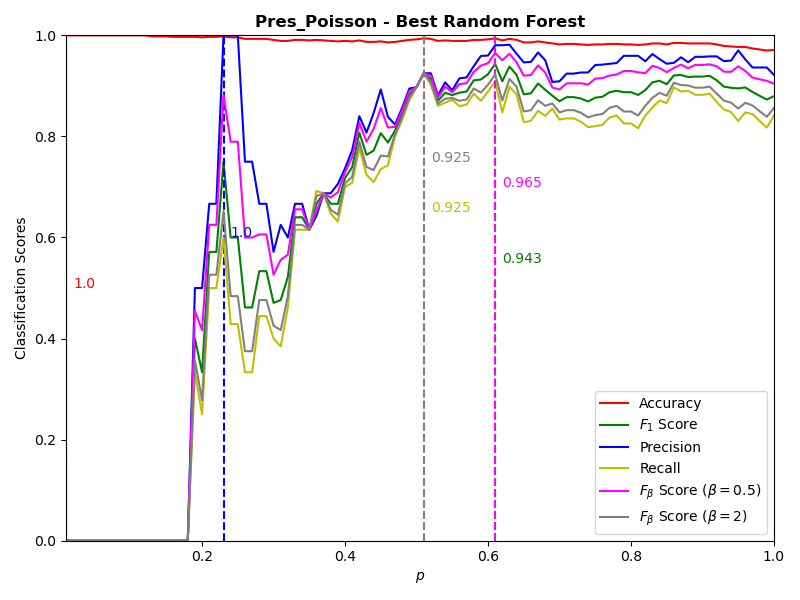 Pres_Poisson - Best Random Forest
Classification Scores
1.0
0.8
0.6
0.4
0.2
0.0
0.2
0.4
0.6
0.8
1.0
p
1.0
1.0
0.925
0.925
0.965
0.943
Accuracy
F₁ Score
Precision
Recall
Fᵦ Score (β = 0.5)
Fᵦ Score (β = 2)